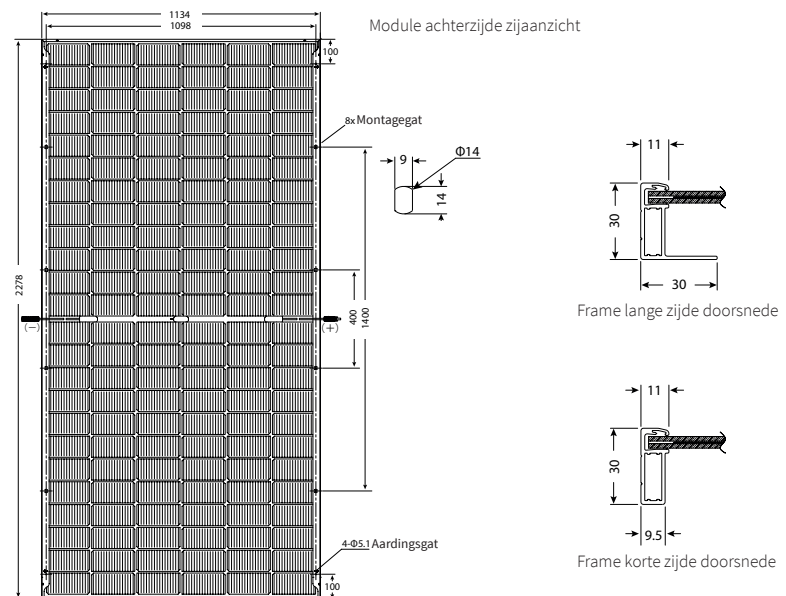 1134
1098
Module achterzijde zijaanzicht
100
8x Montagegat
9
Φ14
14
11
30
30
Frame lange zijde doorsnede
2278
400
1400
(−)
(+)
11
30
9.5
Frame korte zijde doorsnede
4-Φ5.1 Aardingsgat
100